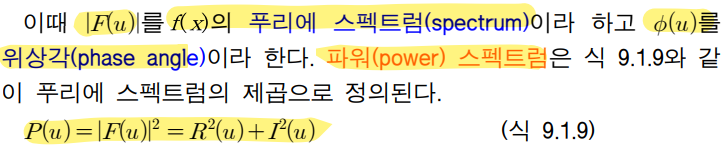 이때 |F(u)|를 f(x)의 푸리에 스펙트럼(spectrum)이라 하고 ϕ(u)를
위상각(phase angle)이라 한다. 파워(power) 스펙트럼은 식 9.1.9와 같
이 푸리에 스펙트럼의 제곱으로 정의된다.
P(u)=|F(u)|²=R²(u)+I²(u) (식 9.1.9)